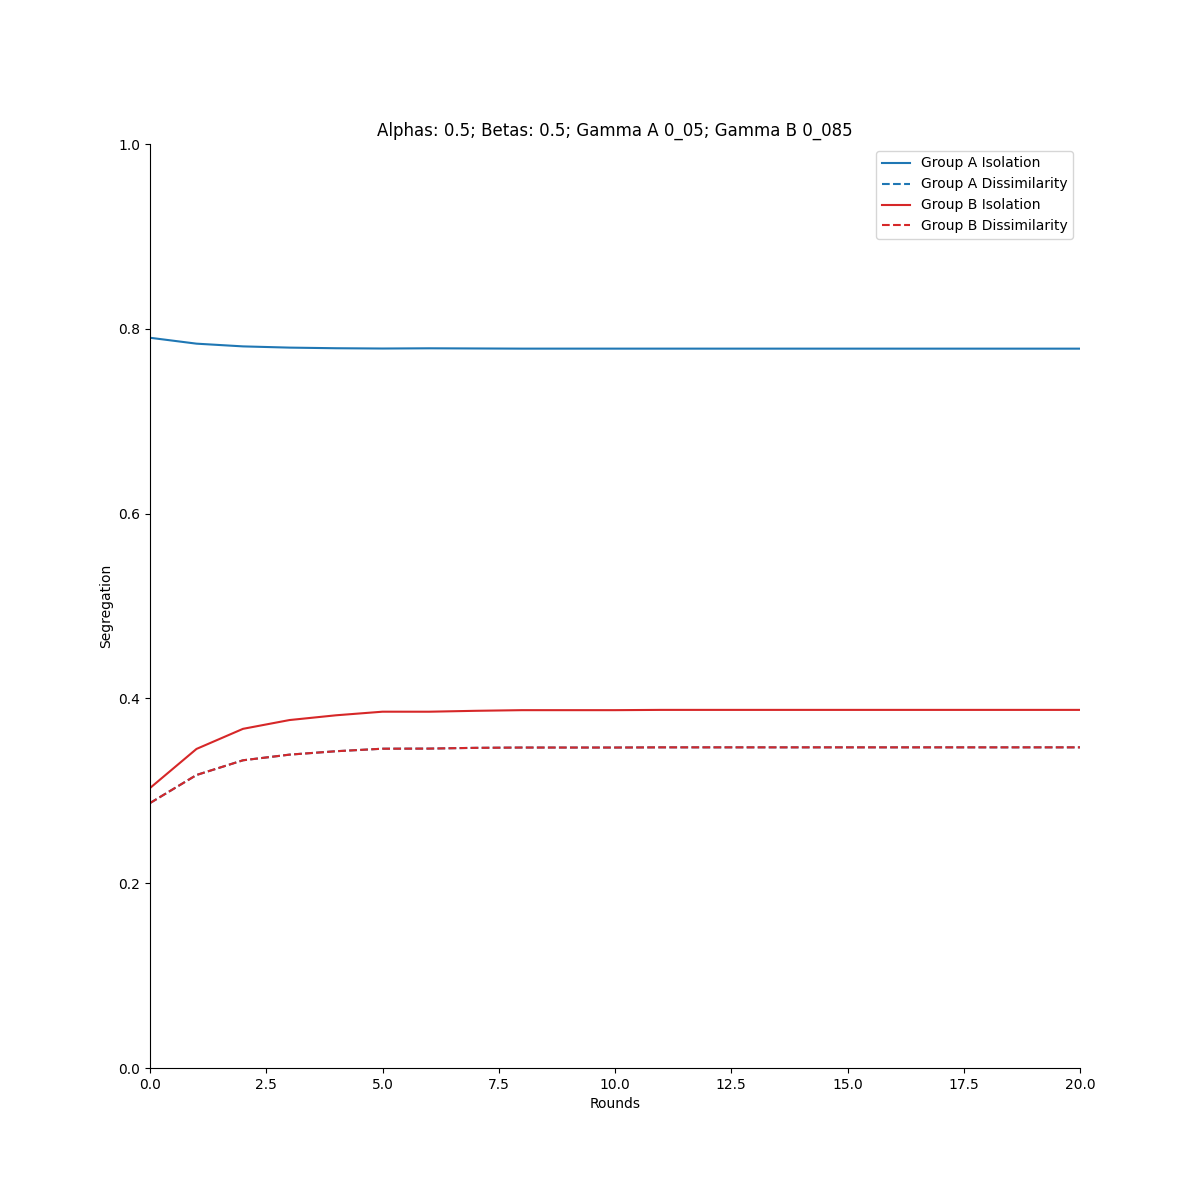 Alphas: 0.5; Betas: 0.5; Gamma A 0_05; Gamma B 0_085
Group A Isolation
Group A Dissimilarity
Group B Isolation
Group B Dissimilarity
1.0
0.8
0.6
0.4
0.2
0.0
Segregation
0.0 2.5 5.0 7.5 10.0 12.5 15.0 17.5 20.0
Rounds